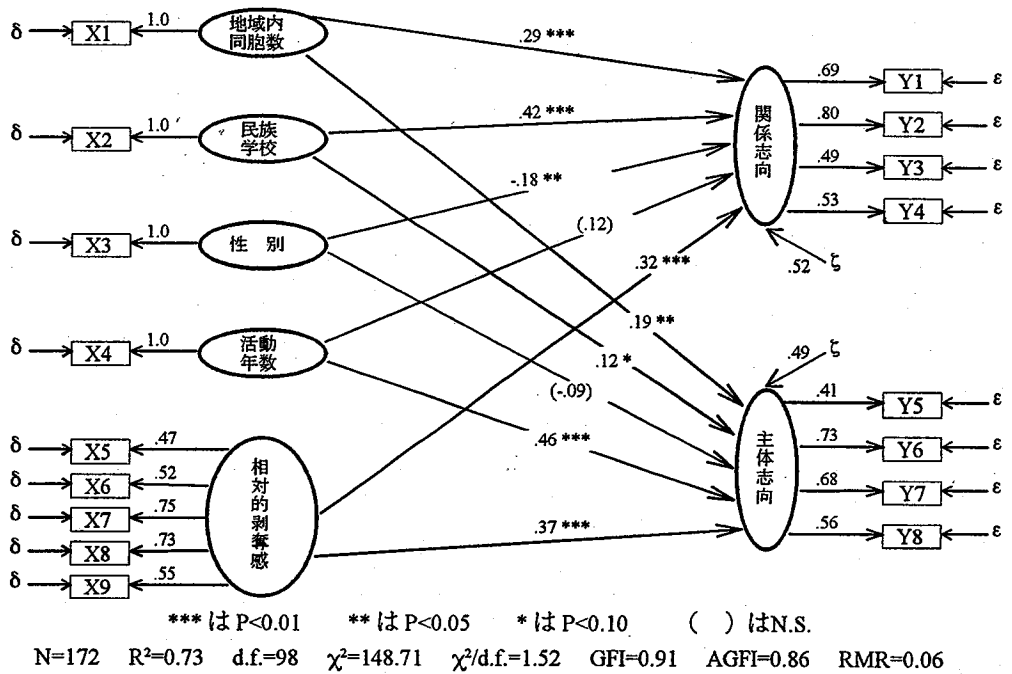 δ X1 1.0 地域内
同胞数
.29 ***
.69 Y1 ε
δ X2 1.0 民族
学校
.42 ***
.80 Y2 ε
関係志向
.49 Y3 ε
-.18 **
.53 Y4 ε
δ X3 1.0 性 別
(.12)
.32 ***
.52 ζ
.19 **
δ X4 1.0 活動
年数
.12 *
.49 ζ
(-.09)
.41 Y5 ε
.46 ***
主体志向
.73 Y6 ε
δ X5 .47
相対的剥奪感
δ X6 .52
.68 Y7 ε
δ X7 .75
.37 ***
.56 Y8 ε
δ X8 .73
δ X9 .55
*** は P<0.01 ** は P<0.05 * は P<0.10 ( ) はN.S.
N=172 R²=0.73 d.f.=98 χ²=148.71 χ²/d.f.=1.52 GFI=0.91 AGFI=0.86 RMR=0.06